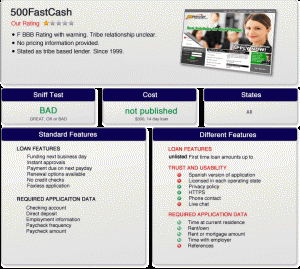 500FastCash
Our Rating
F BBB Rating with warning. Tribe relationship unclear.
No pricing information provided.
Stated as tribe based lender. Since 1999.
Sniff Test
Cost
States
BAD
GREAT, OK or BAD
not published
14 day loan
All
Standard Features
Different Features
LOAN FEATURES
Funding next business day
Instant approvals
Payment due on next payday
Renewal options available
No credit checks
Faxless application
REQUIRED APPLICATION DATA
Checking account
Direct deposit
Employment information
Paycheck frequency
Paycheck amount
LOAN FEATURES
unlisted First time loan amounts up to
TRUST AND USABILITY
Spanish version of application
Licensed in each operating state
Privacy policy
HTTPS
Phone contact
Live chat
REQUIRED APPLICATION DATA
Time at current residence
Rent/own
Rent or mortgage amount
Time with employer
References